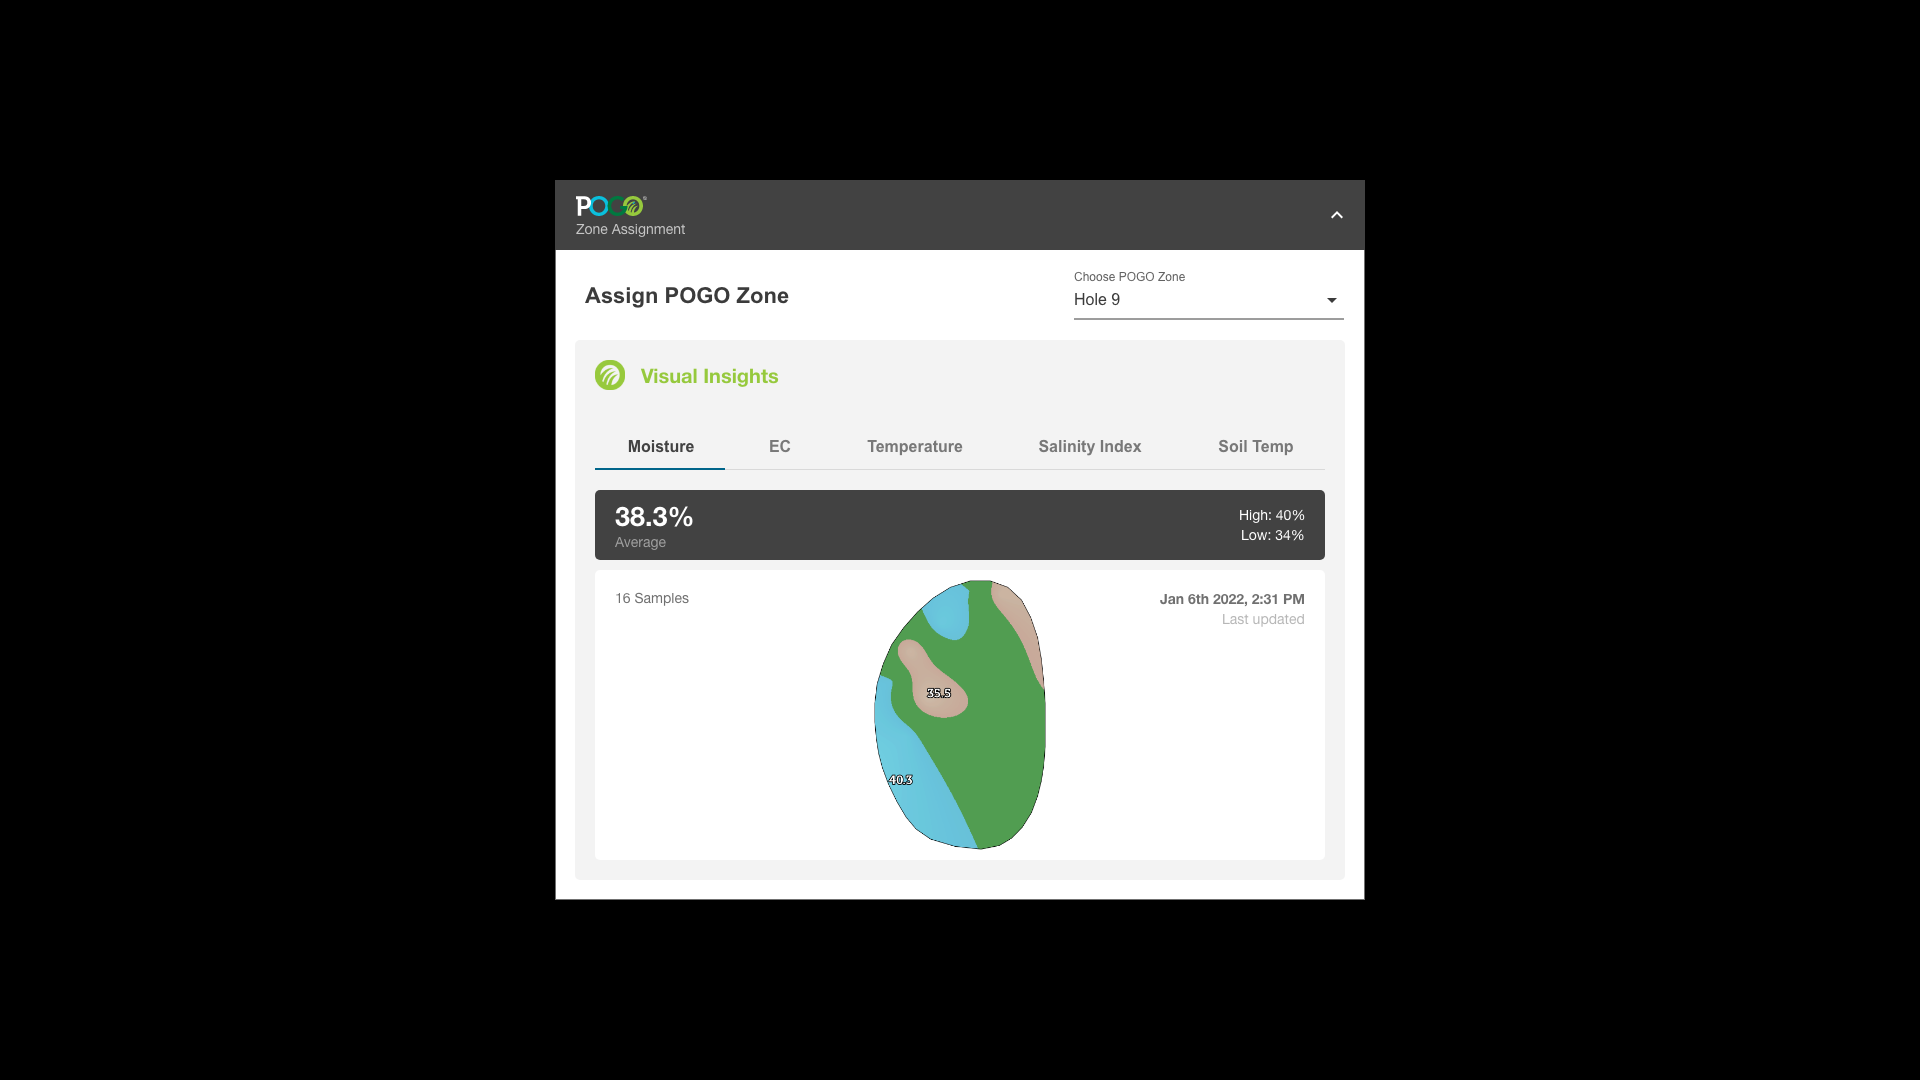 POGO®
Zone Assignment
Assign POGO Zone
Choose POGO Zone
Hole 9
Visual Insights
Moisture EC Temperature Salinity Index Soil Temp
38.3%
Average
High: 40%
Low: 34%
16 Samples
Jan 6th 2022, 2:31 PM
Last updated
35.5
40.3